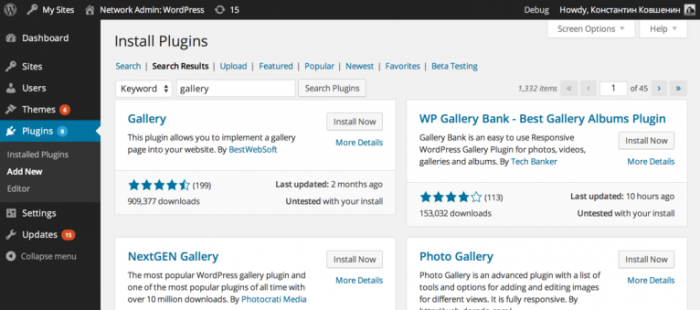 My Sites Network Admin: WordPress 15 Debug Howdy, Константин Ковшенин
Screen Options Help
Dashboard
Sites
Users
Themes 6
Plugins 8
Installed Plugins
Add New
Editor
Settings
Updates 15
Collapse menu
Install Plugins
Search | Search Results | Upload | Featured | Popular | Newest | Favorites | Beta Testing
Keyword gallery Search Plugins
1,332 items « ‹ 1 of 45 › »
Gallery
Install Now
This plugin allows you to implement a gallery
page into your website. By BestWebSoft
More Details
(199)
Last updated: 2 months ago
909,377 downloads
Untested with your install
WP Gallery Bank - Best Gallery Albums Plugin
Install Now
Gallery Bank is an easy to use Responsive
WordPress Gallery Plugin for photos, videos,
galleries and albums. By Tech Banker
More Details
(113)
Last updated: 10 hours ago
153,032 downloads
Untested with your install
NextGEN Gallery
Install Now
The most popular WordPress gallery plugin and
one of the most popular plugins of all time with
over 10 million downloads. By Photocrati Media
More Details
Photo Gallery
Install Now
Photo Gallery is an advanced plugin with a list of
tools and options for adding and editing images
for different views. It is fully responsive. By
More Details